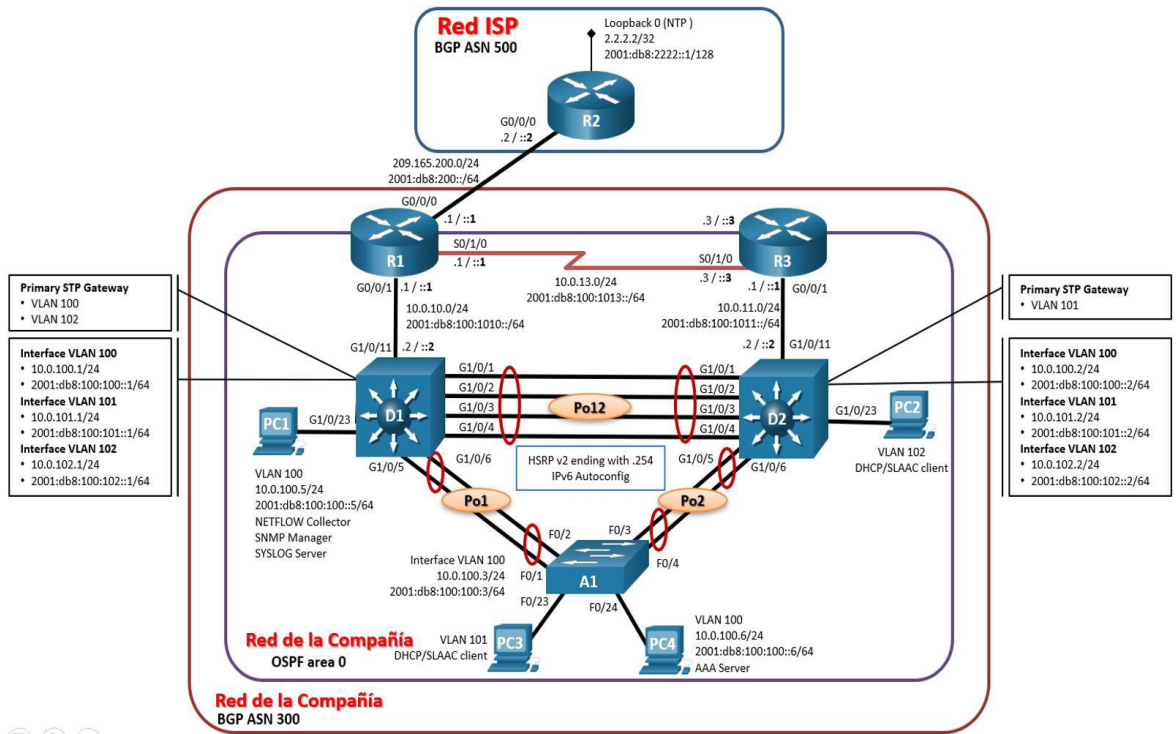 Red ISP
BGP ASN 500
Loopback 0 (NTP )
2.2.2.2/32
2001:db8:2222::1/128
R2
G0/0/0
.2 / ::2
209.165.200.0/24
2001:db8:200::/64
G0/0/0
.1 / ::1
R1
S0/1/0
.1 / ::1
10.0.13.0/24
2001:db8:100:1013::/64
.3 / ::3
R3
S0/1/0
.3 / ::3
G0/0/1
.1 / ::1
10.0.10.0/24
2001:db8:100:1010::/64
G1/0/11
.2 / ::2
.1 / ::1
G0/0/1
10.0.11.0/24
2001:db8:100:1011::/64
.2 / ::2
G1/0/11
Primary STP Gateway
• VLAN 100
• VLAN 102
Interface VLAN 100
• 10.0.100.1/24
• 2001:db8:100:100::1/64
Interface VLAN 101
• 10.0.101.1/24
• 2001:db8:100:101::1/64
Interface VLAN 102
• 10.0.102.1/24
• 2001:db8:100:102::1/64
Primary STP Gateway
• VLAN 101
Interface VLAN 100
• 10.0.100.2/24
• 2001:db8:100:100::2/64
Interface VLAN 101
• 10.0.101.2/24
• 2001:db8:100:101::2/64
Interface VLAN 102
• 10.0.102.2/24
• 2001:db8:100:102::2/64
D1
G1/0/1
G1/0/2
G1/0/3
G1/0/4
Po12
G1/0/1
G1/0/2
G1/0/3
G1/0/4
D2
PC1
G1/0/23
VLAN 100
10.0.100.5/24
2001:db8:100:100::5/64
NETFLOW Collector
SNMP Manager
SYSLOG Server
G1/0/23
PC2
VLAN 102
DHCP/SLAAC client
G1/0/5
G1/0/6
HSRP v2 ending with .254
IPv6 Autoconfig
G1/0/5
G1/0/6
Po1
Po2
F0/2
F0/1
F0/3
F0/4
Interface VLAN 100
10.0.100.3/24
2001:db8:100:100::3/64
A1
F0/23
F0/24
VLAN 101
DHCP/SLAAC client
PC3
PC4
VLAN 100
10.0.100.6/24
2001:db8:100:100::6/64
AAA Server
Red de la Compañía
OSPF area 0
Red de la Compañía
BGP ASN 300